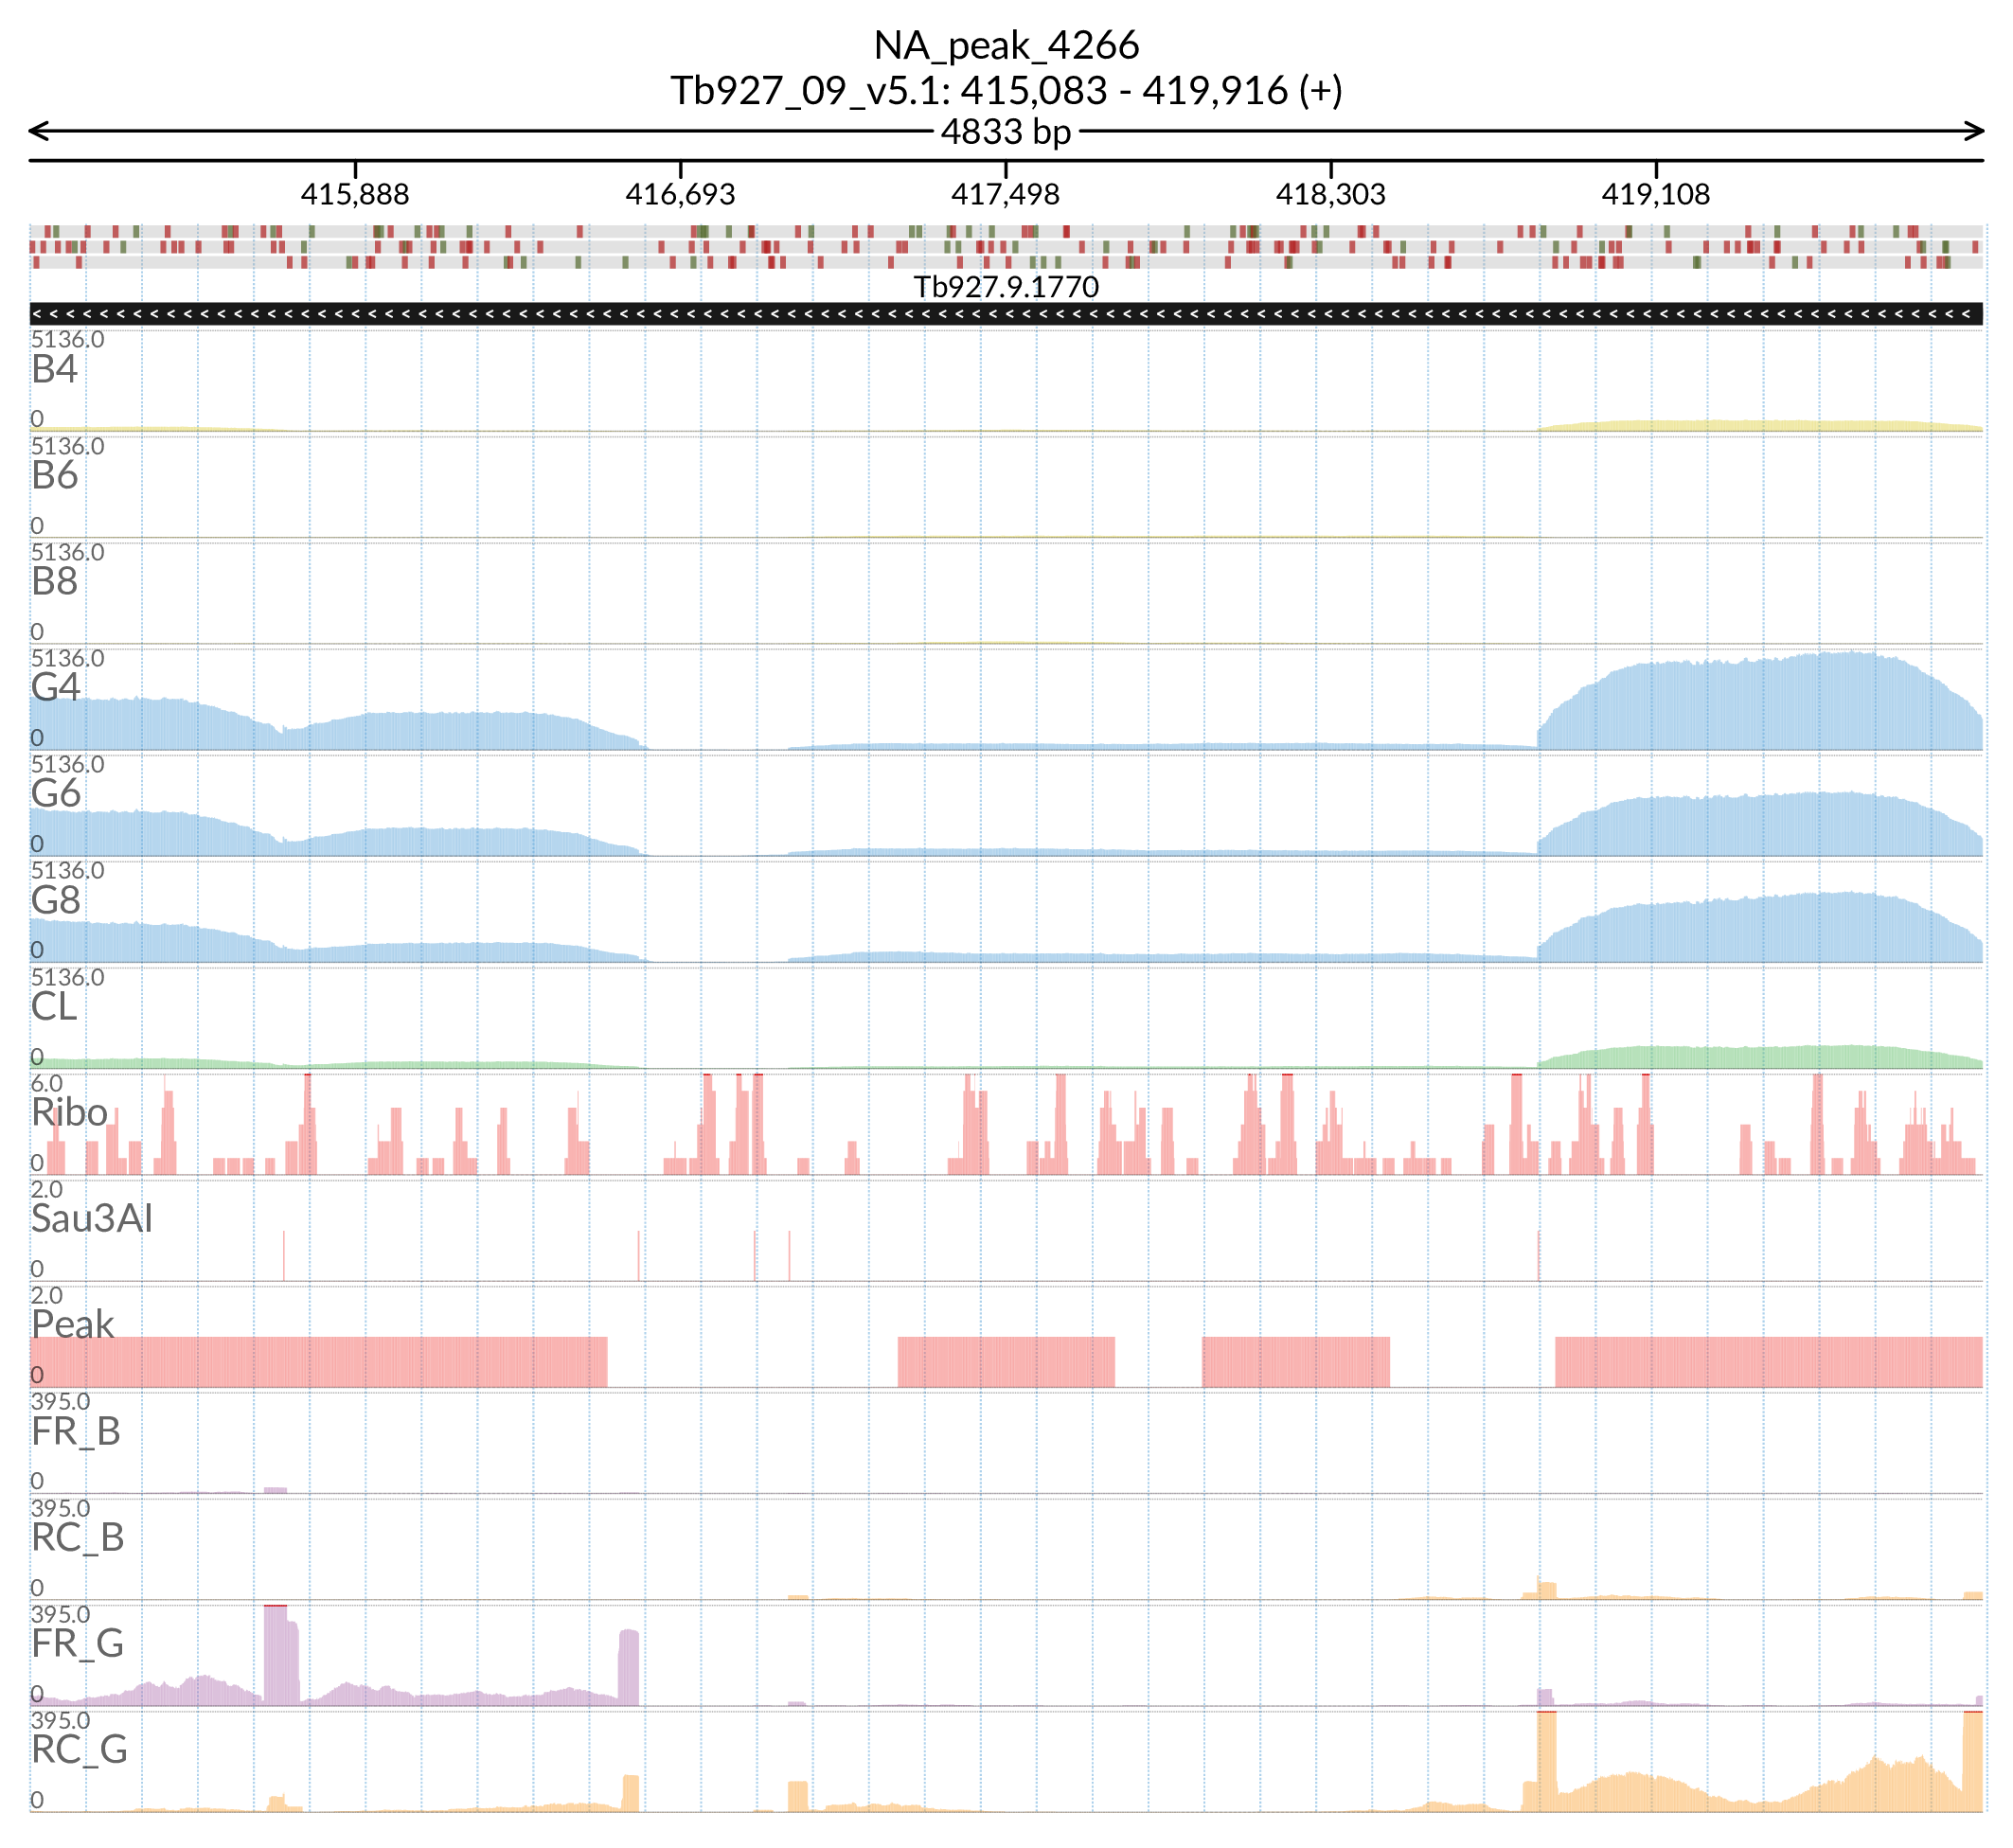 NA_peak_4266
Tb927_09_v5.1: 415,083 - 419,916 (+)
4833 bp
415,888 416,693 417,498 418,303 419,108
Tb927.9.1770
5136.0
B4
0
5136.0
B6
0
5136.0
B8
0
5136.0
G4
0
5136.0
G6
0
5136.0
G8
0
5136.0
CL
0
6.0
Ribo
0
2.0
Sau3AI
0
2.0
Peak
0
395.0
FR_B
0
395.0
RC_B
0
395.0
FR_G
0
395.0
RC_G
0